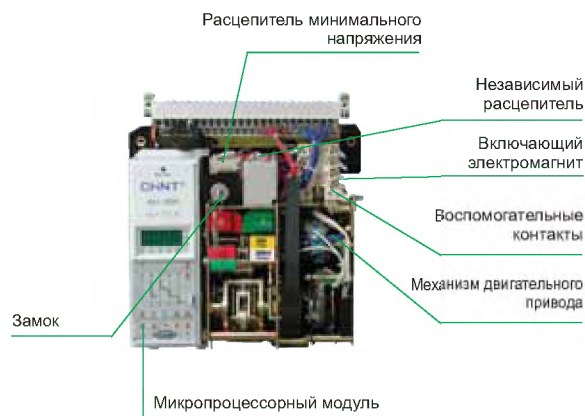 Расцепитель минимального
напряжения
Независимый
расцепитель
Включающий
электромагнит
Воспомогательные
контакты
Механизм двигательного
привода
Замок
Микропроцессорный модуль
CHNT